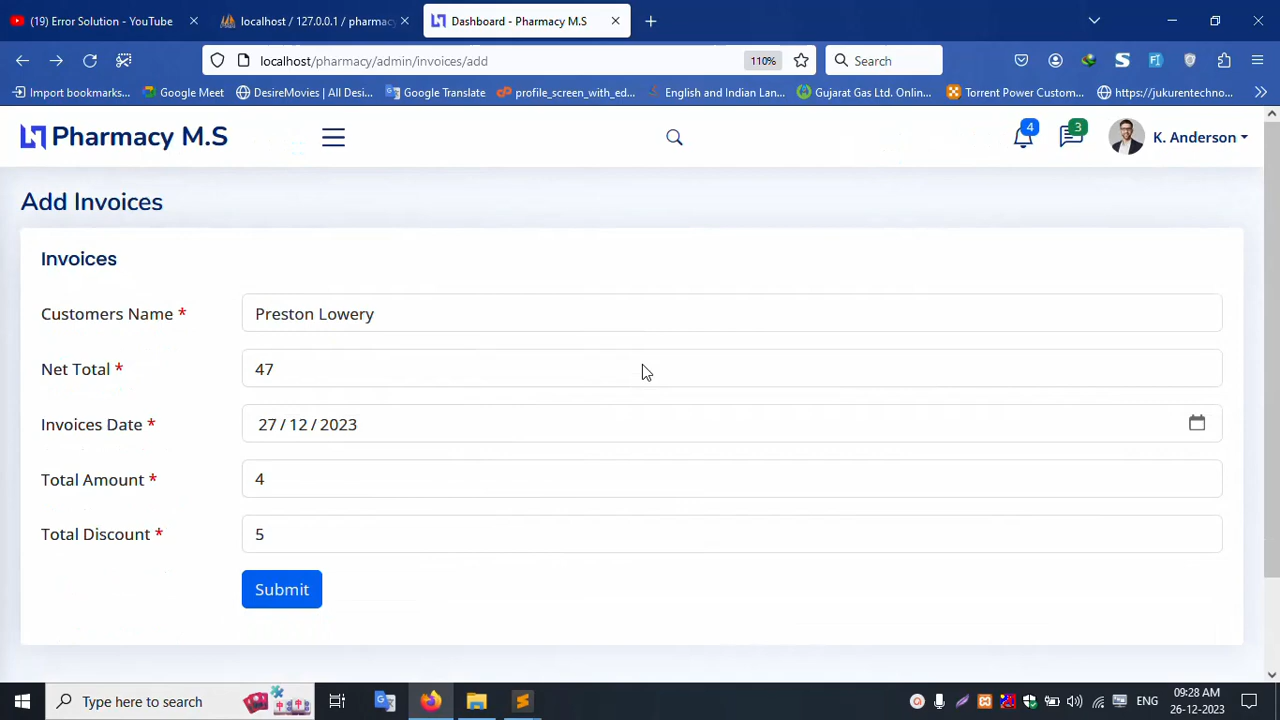 (19) Error Solution - YouTube
localhost / 127.0.0.1 / pharmacy
Dashboard - Pharmacy M.S
localhost/pharmacy/admin/invoices/add
110%
Search
Import bookmarks...
Google Meet
DesireMovies | All Desi...
Google Translate
profile_screen_with_ed...
English and Indian Lan...
Gujarat Gas Ltd. Onlin...
Torrent Power Custom...
https://jukurentechno...
Pharmacy M.S
4
3
K. Anderson
Add Invoices
Invoices
Customers Name *
Preston Lowery
Net Total *
47
Invoices Date *
27 / 12 / 2023
Total Amount *
4
Total Discount *
5
Submit
Type here to search
ENG
09:28 AM
26-12-2023